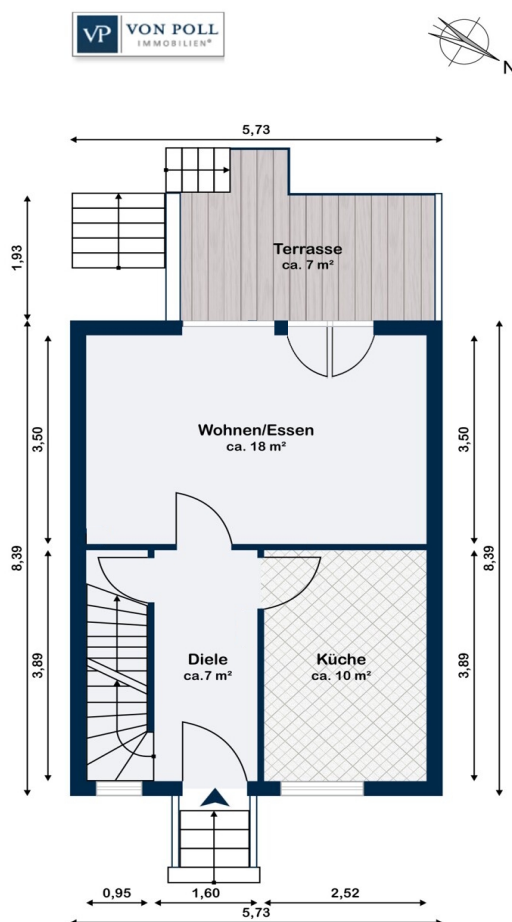 VP VON POLL
IMMOBILIEN®
N
5,73
1,93
Terrasse
ca. 7 m²
3,50
3,50
Wohnen/Essen
ca. 18 m²
8,39
8,39
3,89
3,89
Diele
ca.7 m²
Küche
ca. 10 m²
0,95
1,60
2,52
5,73